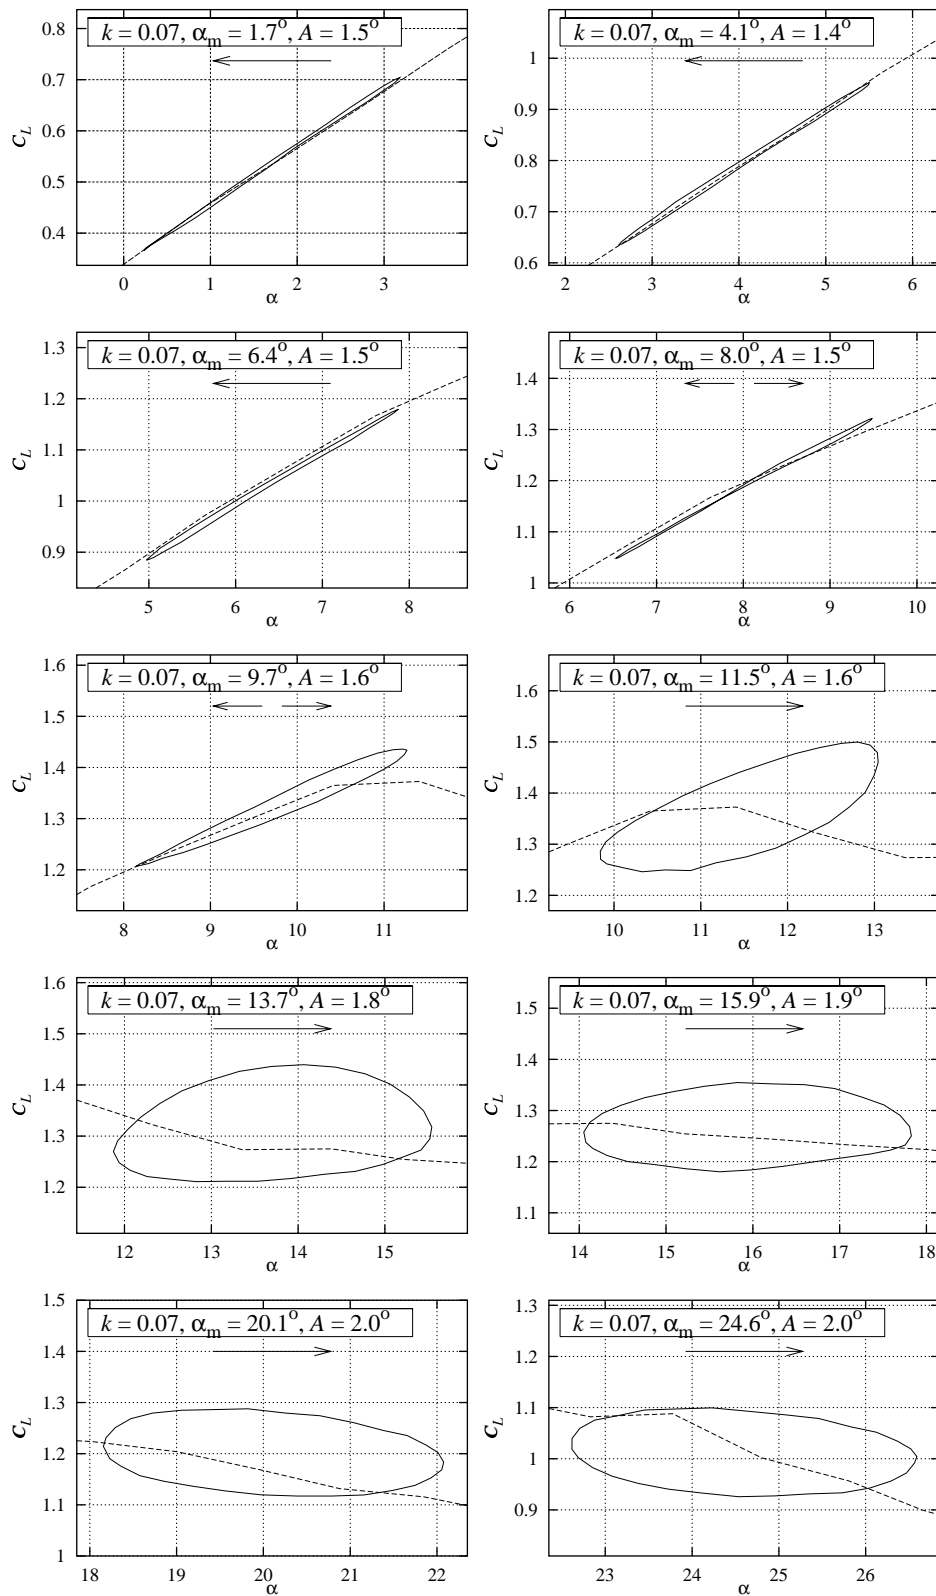 k = 0.07, αm = 1.7°, A = 1.5°
0.8
0.7
0.6
0.5
0.4
CL
0 1 2 3
α
k = 0.07, αm = 4.1°, A = 1.4°
1
0.9
0.8
0.7
0.6
CL
2 3 4 5 6
α
k = 0.07, αm = 6.4°, A = 1.5°
1.3
1.2
1.1
1
0.9
CL
5 6 7 8
α
k = 0.07, αm = 8.0°, A = 1.5°
1.4
1.3
1.2
1.1
1
CL
6 7 8 9 10
α
k = 0.07, αm = 9.7°, A = 1.6°
1.6
1.5
1.4
1.3
1.2
CL
8 9 10 11
α
k = 0.07, αm = 11.5°, A = 1.6°
1.6
1.5
1.4
1.3
1.2
CL
10 11 12 13
α
k = 0.07, αm = 13.7°, A = 1.8°
1.6
1.5
1.4
1.3
1.2
CL
12 13 14 15
α
k = 0.07, αm = 15.9°, A = 1.9°
1.5
1.4
1.3
1.2
1.1
CL
14 15 16 17 18
α
k = 0.07, αm = 20.1°, A = 2.0°
1.5
1.4
1.3
1.2
1.1
1
CL
18 19 20 21 22
α
k = 0.07, αm = 24.6°, A = 2.0°
1.3
1.2
1.1
1
0.9
CL
23 24 25 26
α